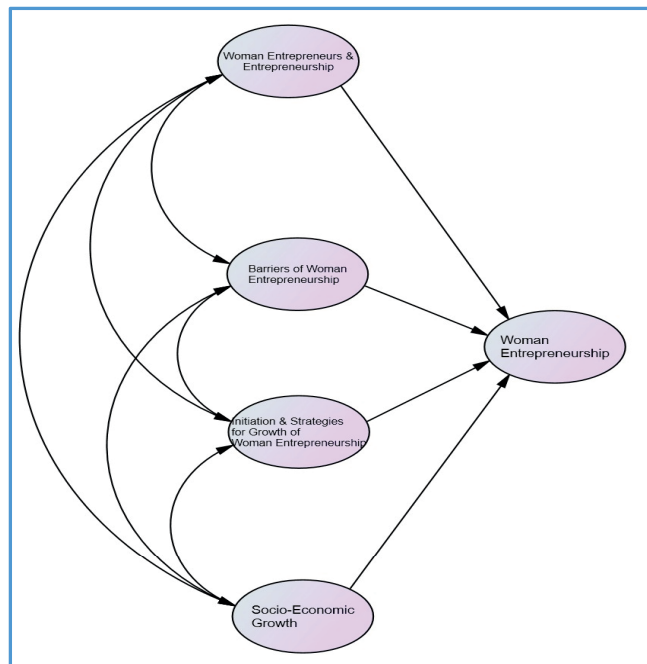 Woman Entrepreneurs &
Entrepreneurship
Barriers of Woman
Entrepreneurship
Woman
Entrepreneurship
Initiation & Strategies
for Growth of
Woman Entrepreneurship
Socio-Economic
Growth